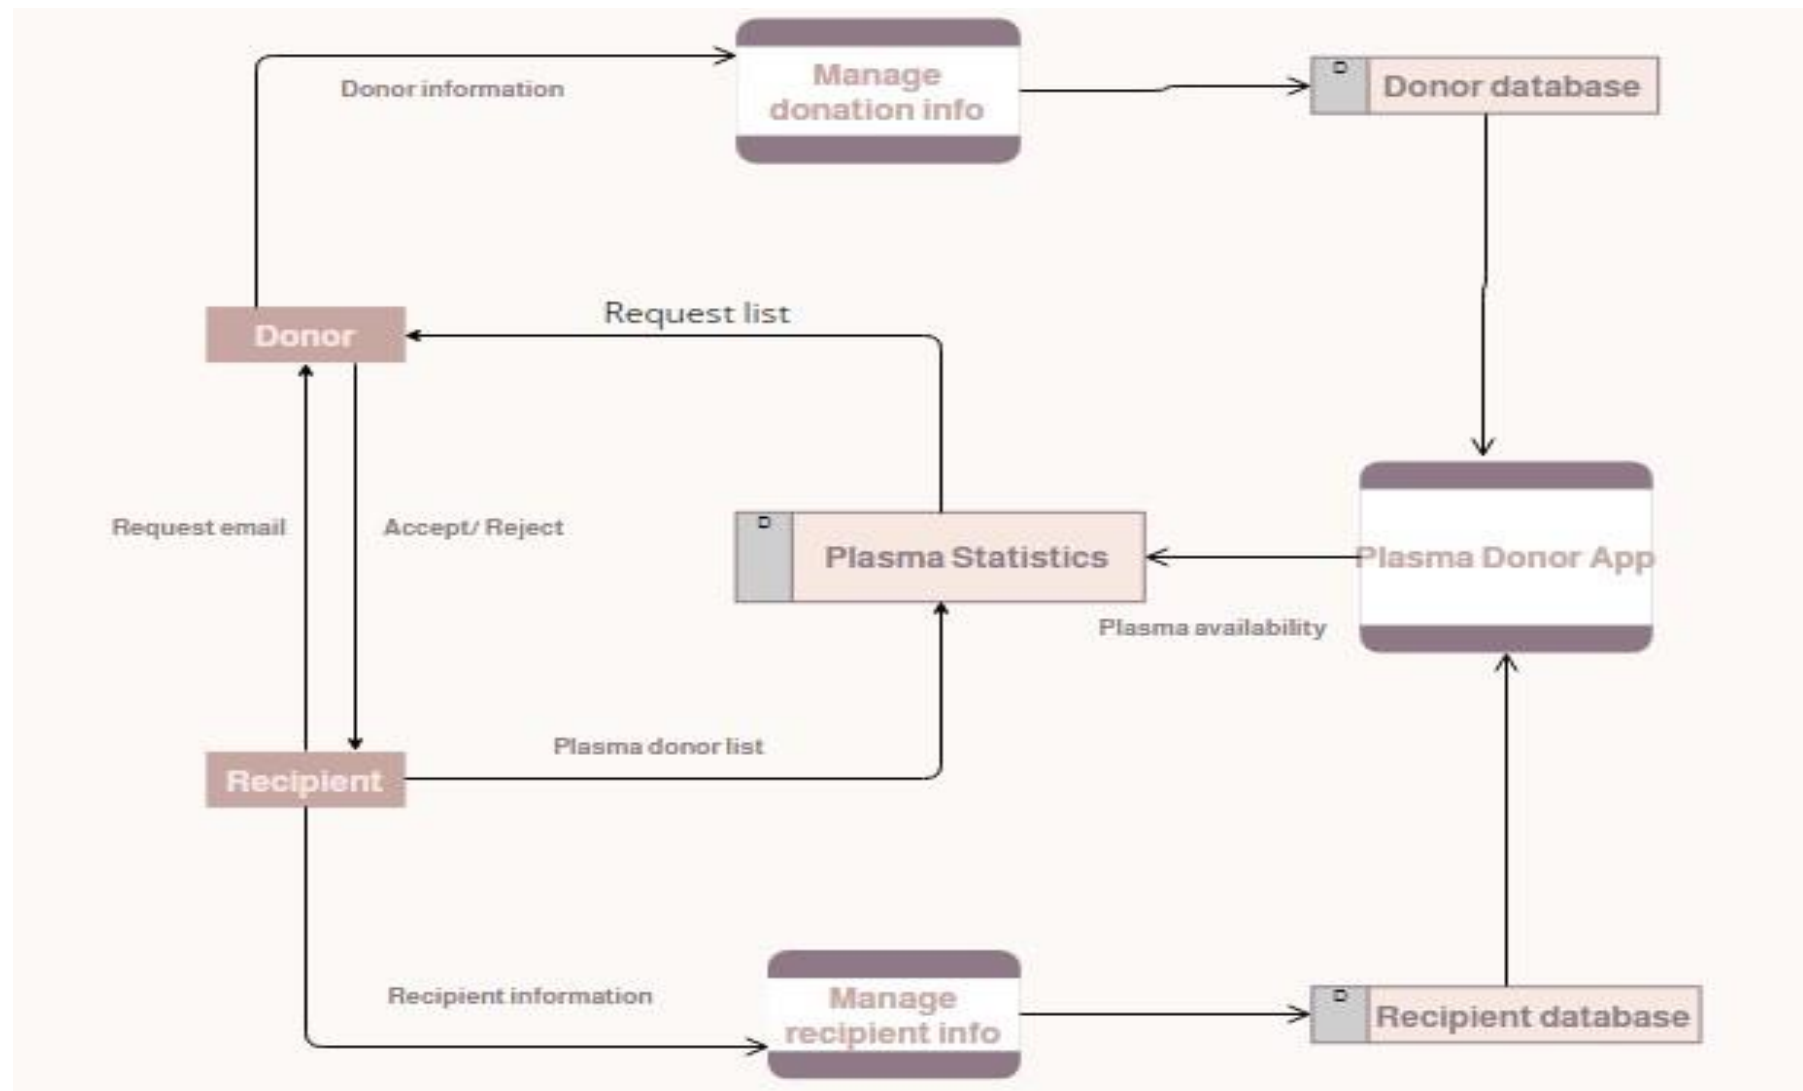 Manage
donation info
D
Donor database
Donor information
Request list
Donor
Request email
Accept/ Reject
D
Plasma Statistics
Plasma Donor App
Plasma availability
Plasma donor list
Recipient
Recipient information
Manage
recipient info
D
Recipient database